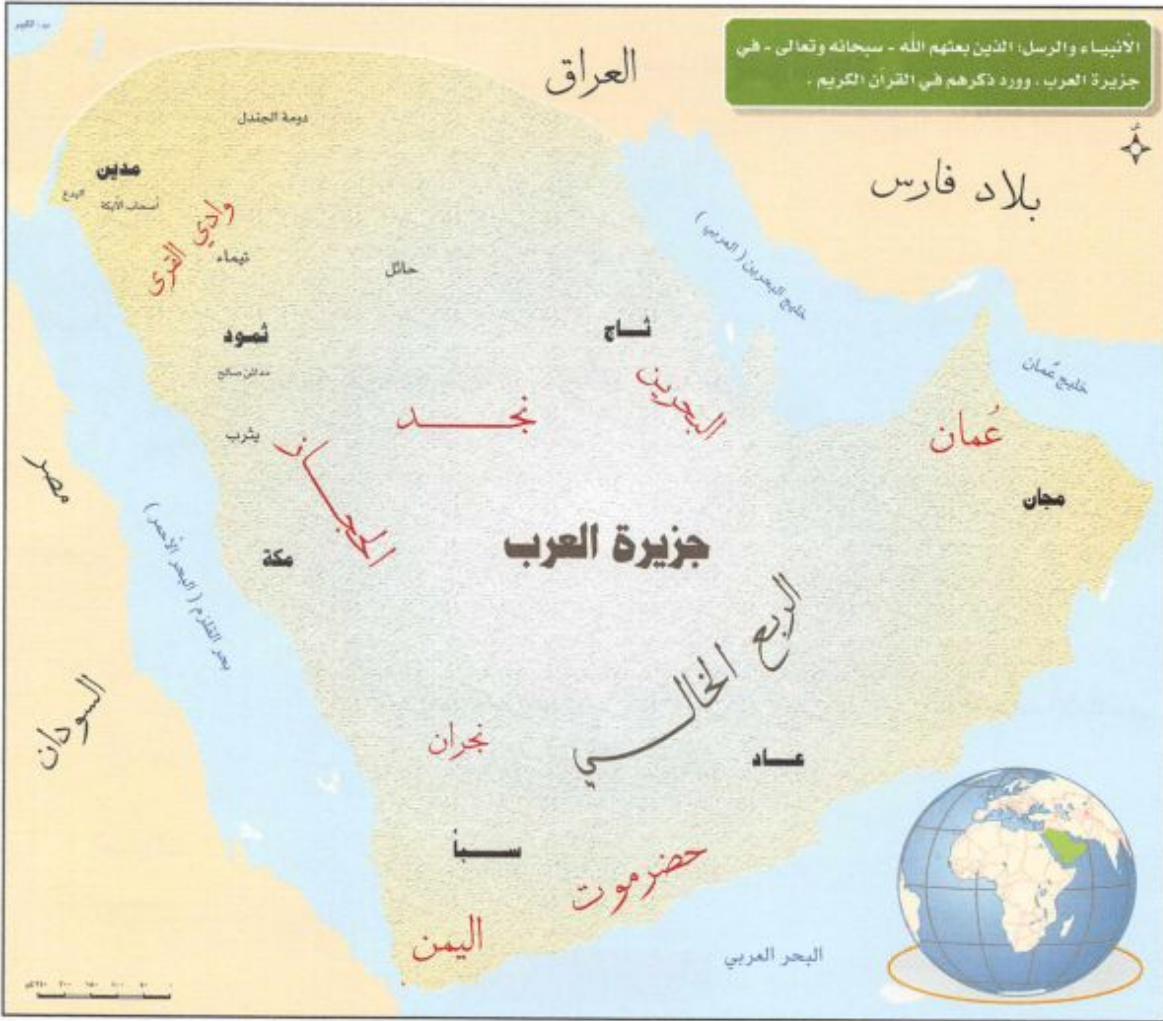 الأنبياء والرسل؛ الذين بعثهم الله - سبحانه وتعالى - في
جزيرة العرب ، وورد ذكرهم في القرآن الكريم .
العراق
بلاد فارس
دومة الجندل
مدين
البدع
أصحاب الأيكة
وادي القرى
تيماء
حائل
خليج البحرين ( العربي )
ثمود
مدائن صالح
ثاج
البحرين
نجد
خليج عُمان
عُمان
مجان
يثرب
الحجاز
مصر
مكة
جزيرة العرب
بحر القلزم ( البحر الأحمر )
الربع الخالي
السودان
نجران
عاد
سبأ
حضرموت
اليمن
البحر العربي